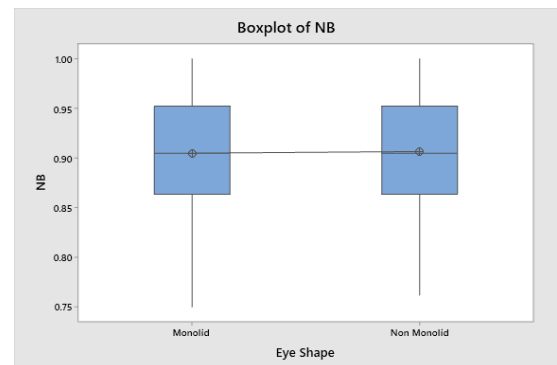 Boxplot of NB
1.00
0.95
0.90
0.85
0.80
0.75
NB
Monolid
Non Monolid
Eye Shape